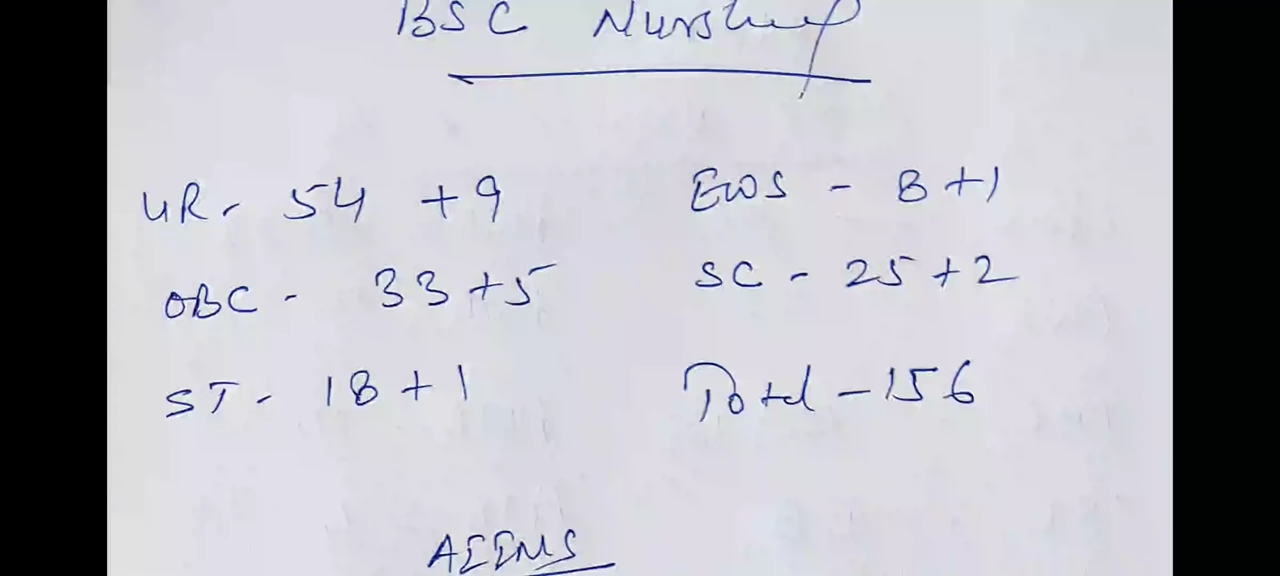 BSC Nursing
UR - 54 + 9
EWS - 8 + 1
OBC - 33 + 5
SC - 25 + 2
ST - 18 + 1
Total - 156
AIIMS